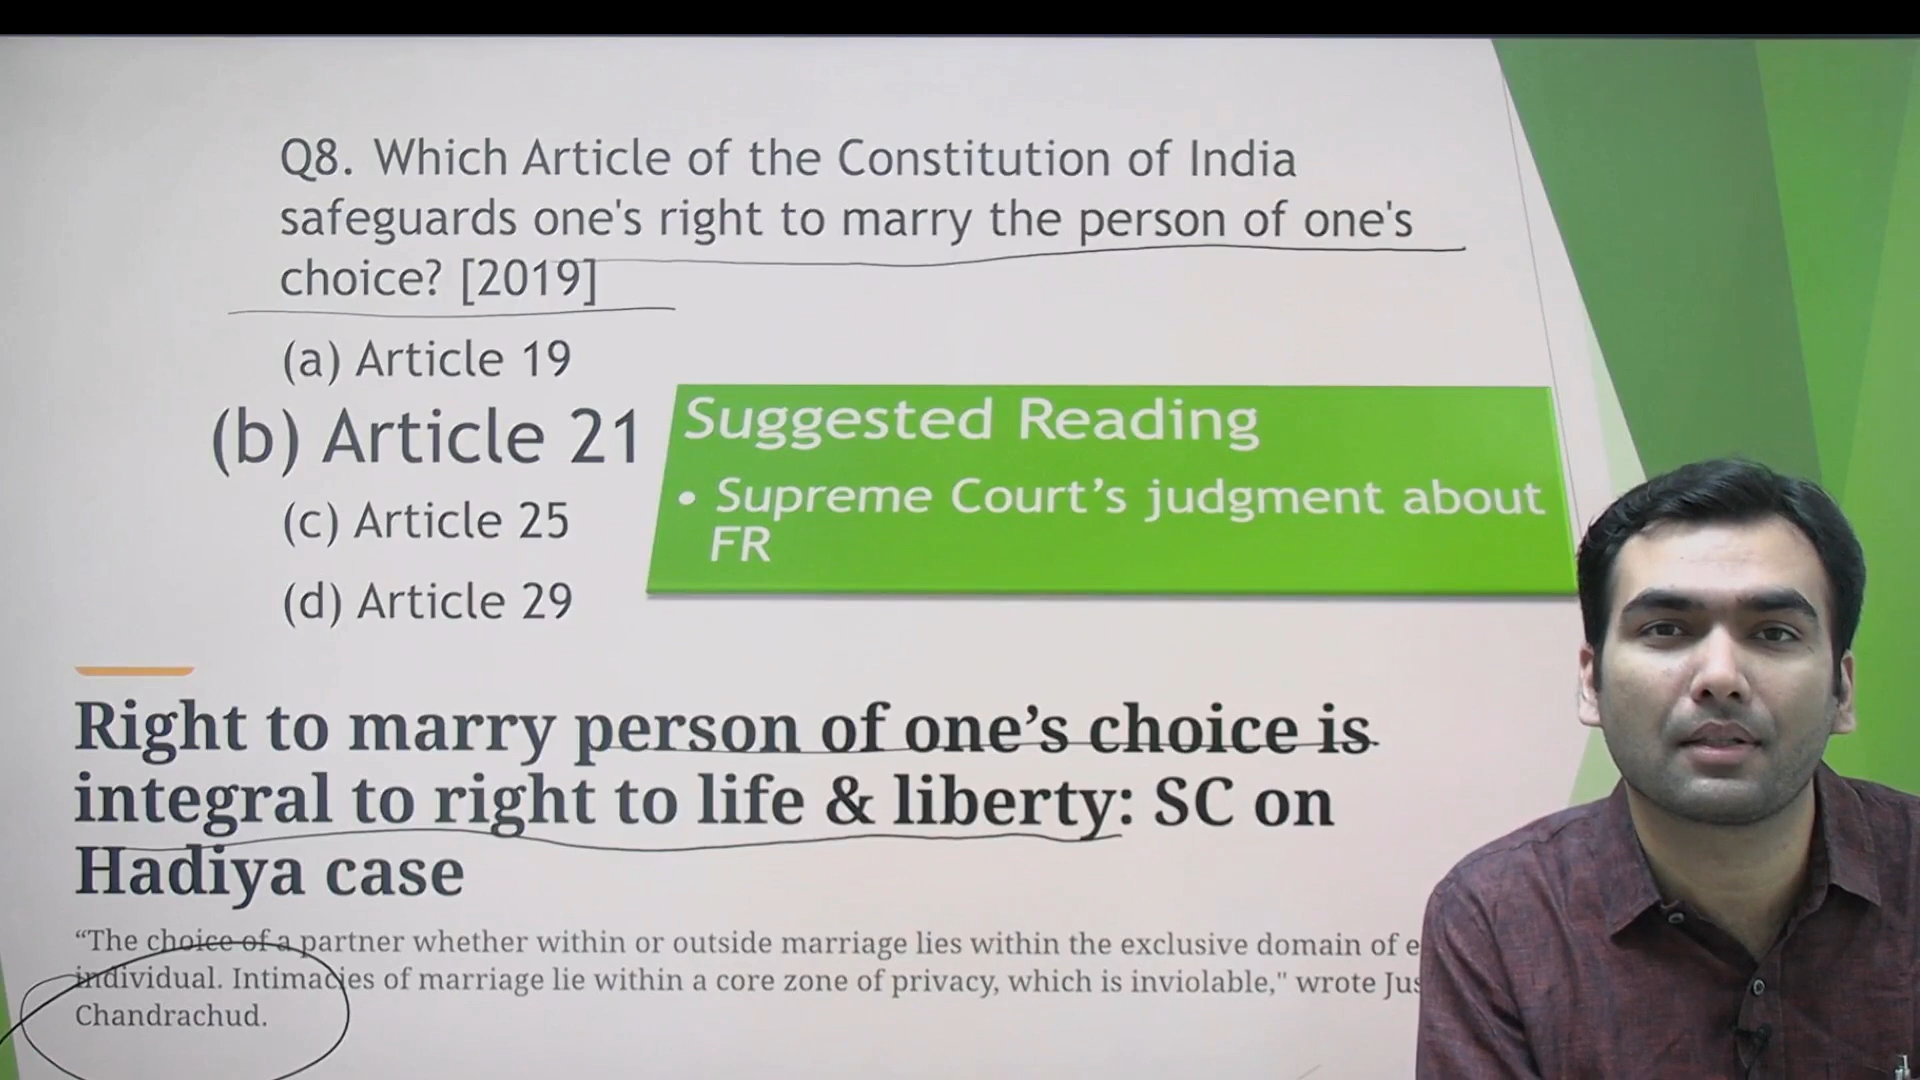 Q8. Which Article of the Constitution of India
safeguards one's right to marry the person of one's
choice? [2019]
(a) Article 19
(b) Article 21
(c) Article 25
(d) Article 29
Suggested Reading
• Supreme Court’s judgment about
FR
Right to marry person of one’s choice is
integral to right to life & liberty: SC on
Hadiya case
“The choice of a partner whether within or outside marriage lies within the exclusive domain of
individual. Intimacies of marriage lie within a core zone of privacy, which is inviolable," wrote
Chandrachud.